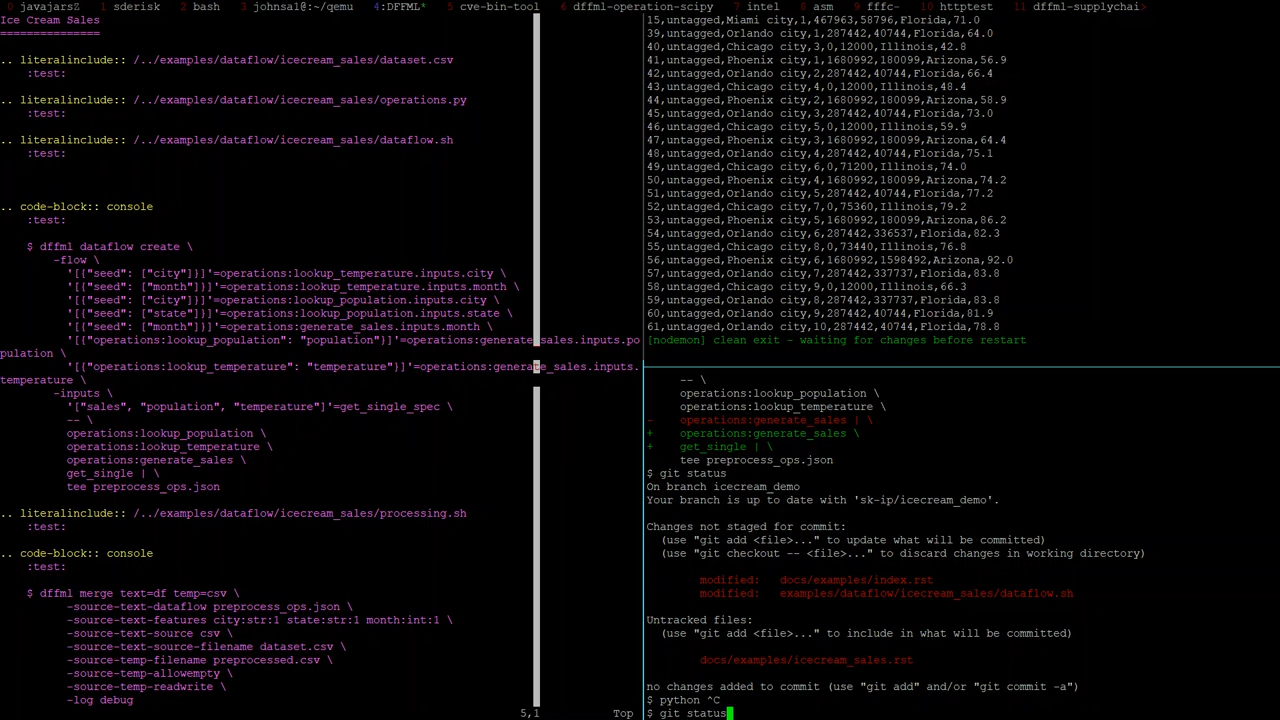 0 javajarsZ  1 sderisk  2 bash  3 johnsal@:~/qemu  4:DFFML*  5 cve-bin-tool  6 dffml-operation-scipy  7 intel  8 asm  9 fffc-  10 httptest  11 dffml-supplychai>
Ice Cream Sales
===============
.. literalinclude:: /../examples/dataflow/icecream_sales/dataset.csv
    :test:
.. literalinclude:: /../examples/dataflow/icecream_sales/operations.py
    :test:
.. literalinclude:: /../examples/dataflow/icecream_sales/dataflow.sh
    :test:
.. code-block:: console
    :test:
    $ dffml dataflow create \
        -flow \
          '[{"seed": ["city"]}]'=operations:lookup_temperature.inputs.city \
          '[{"seed": ["month"]}]'=operations:lookup_temperature.inputs.month \
          '[{"seed": ["city"]}]'=operations:lookup_population.inputs.city \
          '[{"seed": ["state"]}]'=operations:lookup_population.inputs.state \
          '[{"seed": ["month"]}]'=operations:generate_sales.inputs.month \
          '[{"operations:lookup_population": "population"}]'=operations:generate_sales.inputs.po
pulation \
          '[{"operations:lookup_temperature": "temperature"}]'=operations:generate_sales.inputs.
temperature \
        -inputs \
          '["sales", "population", "temperature"]'=get_single_spec \
          -- \
          operations:lookup_population \
          operations:lookup_temperature \
          operations:generate_sales \
          get_single | \
          tee preprocess_ops.json
.. literalinclude:: /../examples/dataflow/icecream_sales/processing.sh
    :test:
.. code-block:: console
    :test:
    $ dffml merge text=df temp=csv \
          -source-text-dataflow preprocess_ops.json \
          -source-text-features city:str:1 state:str:1 month:int:1 \
          -source-text-source csv \
          -source-text-source-filename dataset.csv \
          -source-temp-filename preprocessed.csv \
          -source-temp-allowempty \
          -source-temp-readwrite \
          -log debug
5,1 Top
15,untagged,Miami city,1,467963,58796,Florida,71.0
39,untagged,Orlando city,1,287442,40744,Florida,64.0
40,untagged,Chicago city,3,0,12000,Illinois,42.8
41,untagged,Phoenix city,1,1680992,180099,Arizona,56.9
42,untagged,Orlando city,2,287442,40744,Florida,66.4
43,untagged,Chicago city,4,0,12000,Illinois,48.4
44,untagged,Phoenix city,2,1680992,180099,Arizona,58.9
45,untagged,Orlando city,3,287442,40744,Florida,73.0
46,untagged,Chicago city,5,0,12000,Illinois,59.9
47,untagged,Phoenix city,3,1680992,180099,Arizona,64.4
48,untagged,Orlando city,4,287442,40744,Florida,75.1
49,untagged,Chicago city,6,0,71200,Illinois,74.0
50,untagged,Phoenix city,4,1680992,180099,Arizona,74.2
51,untagged,Orlando city,5,287442,40744,Florida,77.2
52,untagged,Chicago city,7,0,75360,Illinois,79.2
53,untagged,Phoenix city,5,1680992,180099,Arizona,86.2
54,untagged,Orlando city,6,287442,336537,Florida,82.3
55,untagged,Chicago city,8,0,73440,Illinois,76.8
56,untagged,Phoenix city,6,1680992,1598492,Arizona,92.0
57,untagged,Orlando city,7,287442,337737,Florida,83.8
58,untagged,Chicago city,9,0,12000,Illinois,66.3
59,untagged,Orlando city,8,287442,337737,Florida,83.8
60,untagged,Orlando city,9,287442,40744,Florida,81.9
61,untagged,Orlando city,10,287442,40744,Florida,78.8
[nodemon] clean exit - waiting for changes before restart
     -- \
     operations:lookup_population \
     operations:lookup_temperature \
-    operations:generate_sales | \
+    operations:generate_sales \
+    get_single | \
     tee preprocess_ops.json
$ git status
On branch icecream_demo
Your branch is up to date with 'sk-ip/icecream_demo'.
Changes not staged for commit:
  (use "git add <file>..." to update what will be committed)
  (use "git checkout -- <file>..." to discard changes in working directory)
        modified:   docs/examples/index.rst
        modified:   examples/dataflow/icecream_sales/dataflow.sh
Untracked files:
  (use "git add <file>..." to include in what will be committed)
        docs/examples/icecream_sales.rst
no changes added to commit (use "git add" and/or "git commit -a")
$ python ^C
$ git status